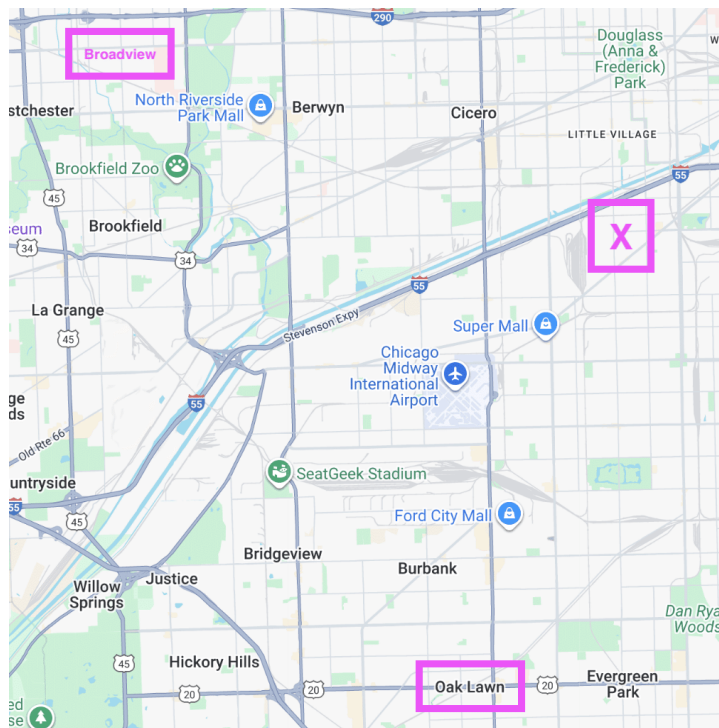 290
Broadview
Douglass
(Anna &
Frederick)
Park
W
stchester
North Riverside
Park Mall
Berwyn
Cicero
LITTLE VILLAGE
Brookfield Zoo
55
45
Brookfield
seum
34
34
X
55
La Grange
Stevenson Expy
Super Mall
45
Chicago
Midway
International
Airport
ge
ds
55
Old Rte 66
SeatGeek Stadium
untryside
55
45
Ford City Mall
Bridgeview
Burbank
Justice
Willow
Springs
Dan Rya
Woods
45
Hickory Hills
20
20
Oak Lawn
20
Evergreen
Park
ed
se